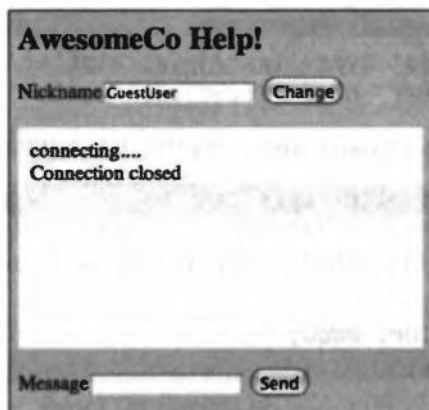 AwesomeCo Help!
Nickname GuestUser Change
connecting....
Connection closed
Message Send